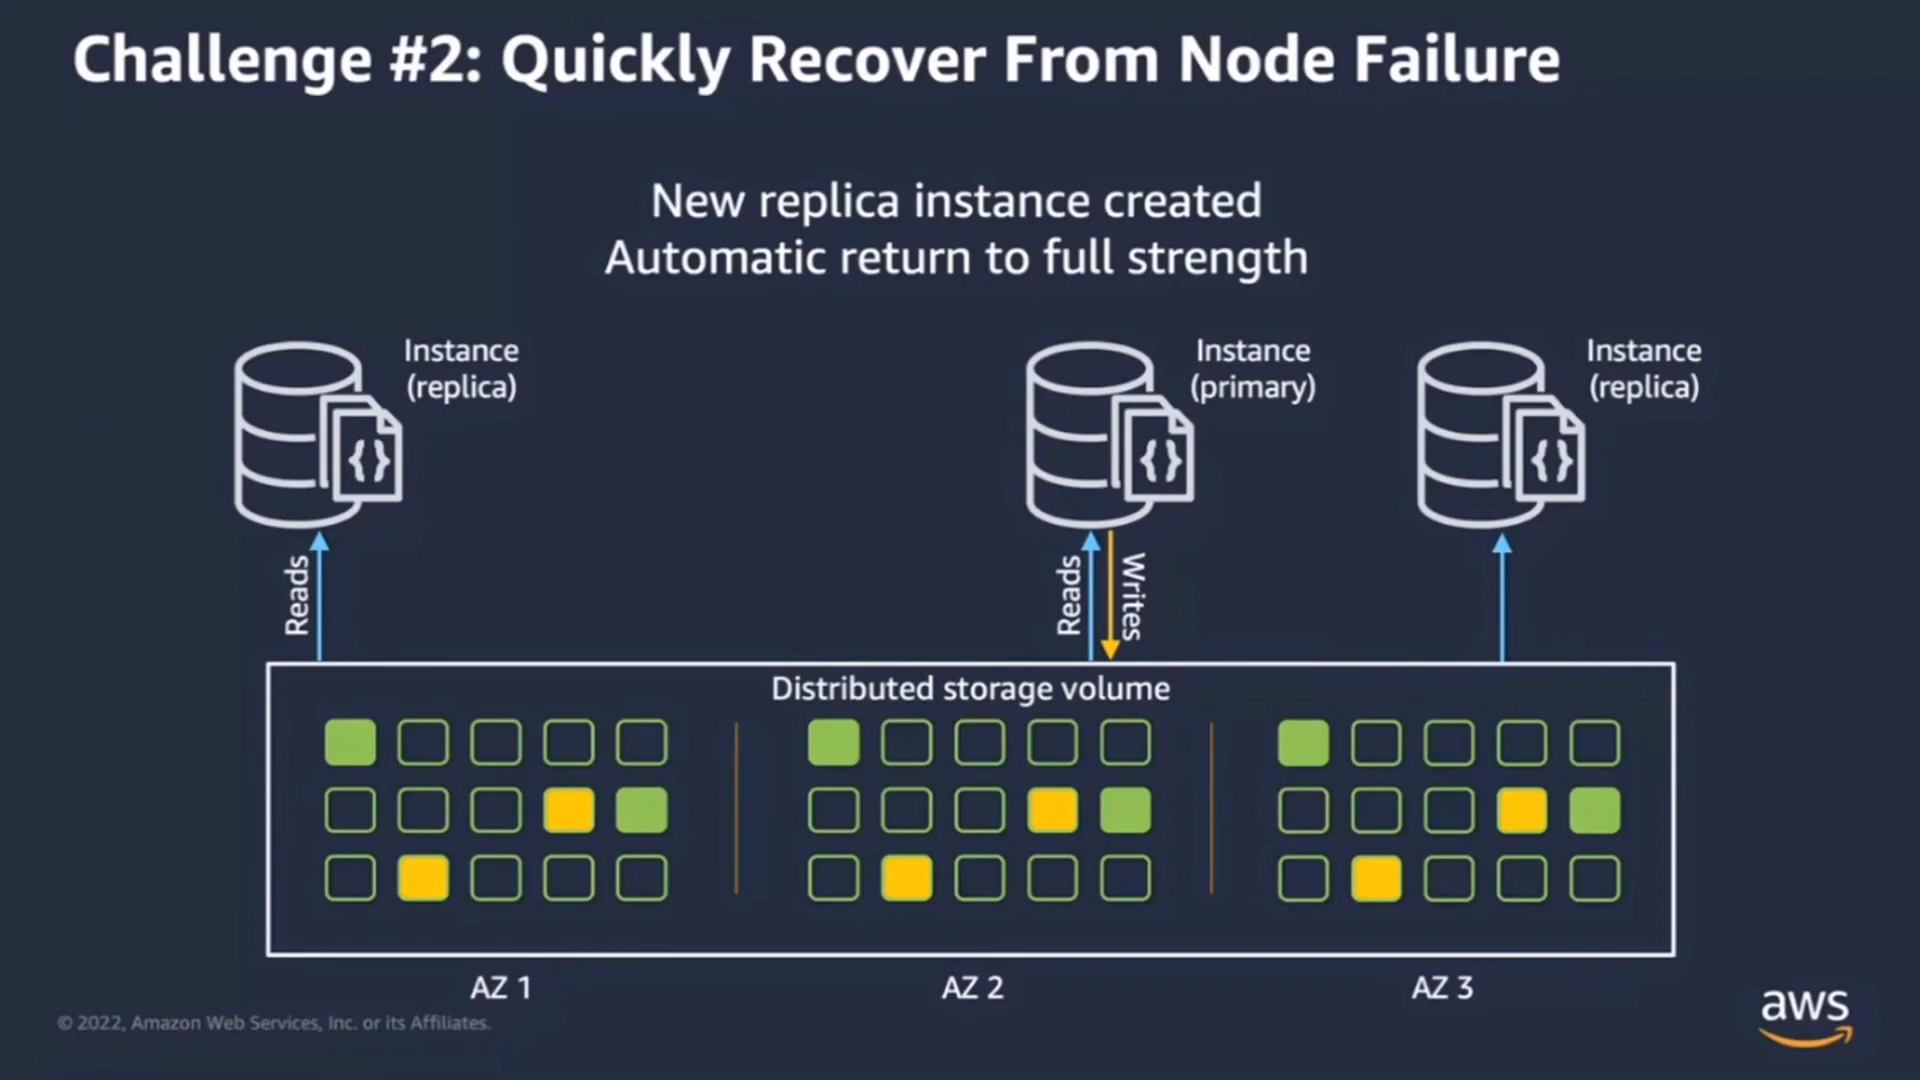 Challenge #2: Quickly Recover From Node Failure
New replica instance created
Automatic return to full strength
Instance
(replica)
Instance
(primary)
Instance
(replica)
{}
{}
{}
Reads
Reads
Writes
Distributed storage volume
AZ 1
AZ 2
AZ 3
© 2022, Amazon Web Services, Inc. or its Affiliates.
aws